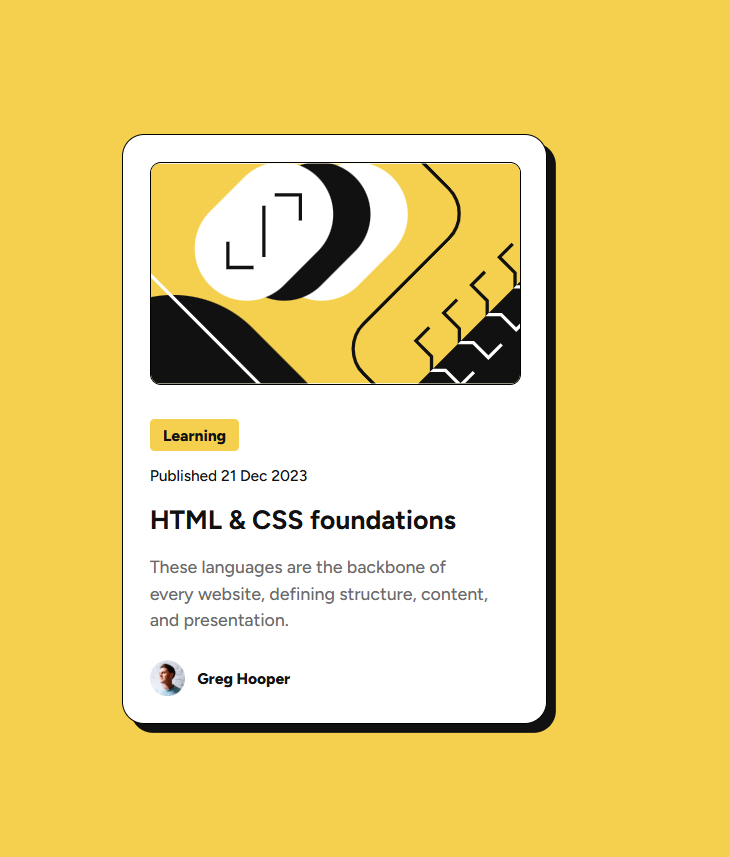 Learning
Published 21 Dec 2023
HTML & CSS foundations
These languages are the backbone of
every website, defining structure, content,
and presentation.
Greg Hooper